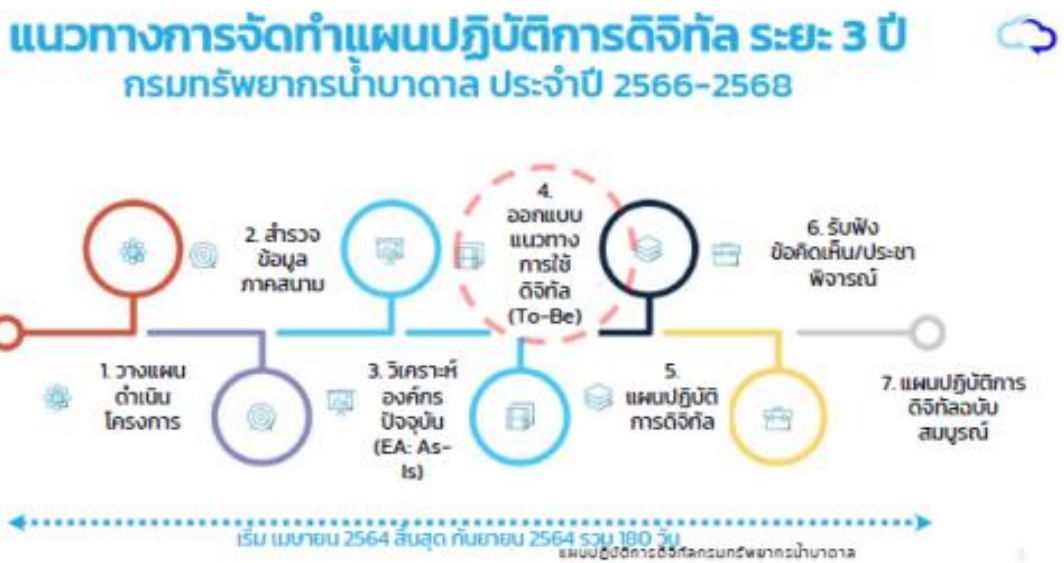 แนวทางการจัดทำแผนปฏิบัติการดิจิทัล ระยะ 3 ปี
กรมทรัพยากรน้ำบาดาล ประจำปี 2566-2568
1. วางแผน
ดำเนิน
โครงการ
2. สำรวจ
ข้อมูล
ภาคสนาม
3. วิเคราะห์
องค์กร
ปัจจุบัน
(EA: As-
Is)
4.
ออกแบบ
แนวทาง
การใช้
ดิจิทัล
(To-Be)
5.
แผนปฏิบัติ
การดิจิทัล
6. รับฟัง
ข้อคิดเห็น/ประชา
พิจารณ์
7. แผนปฏิบัติการ
ดิจิทัลฉบับ
สมบูรณ์
เริ่ม เมษายน 2564 สิ้นสุด กันยายน 2564 รวม 180 วัน
แผนปฏิบัติการดิจิทัลกรมทรัพยากรน้ำบาดาล